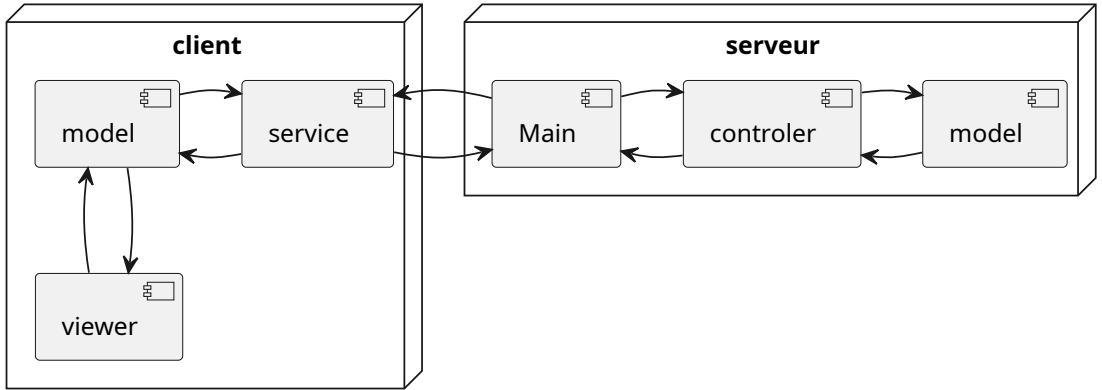 client
serveur
model
service
Main
controler
model
viewer